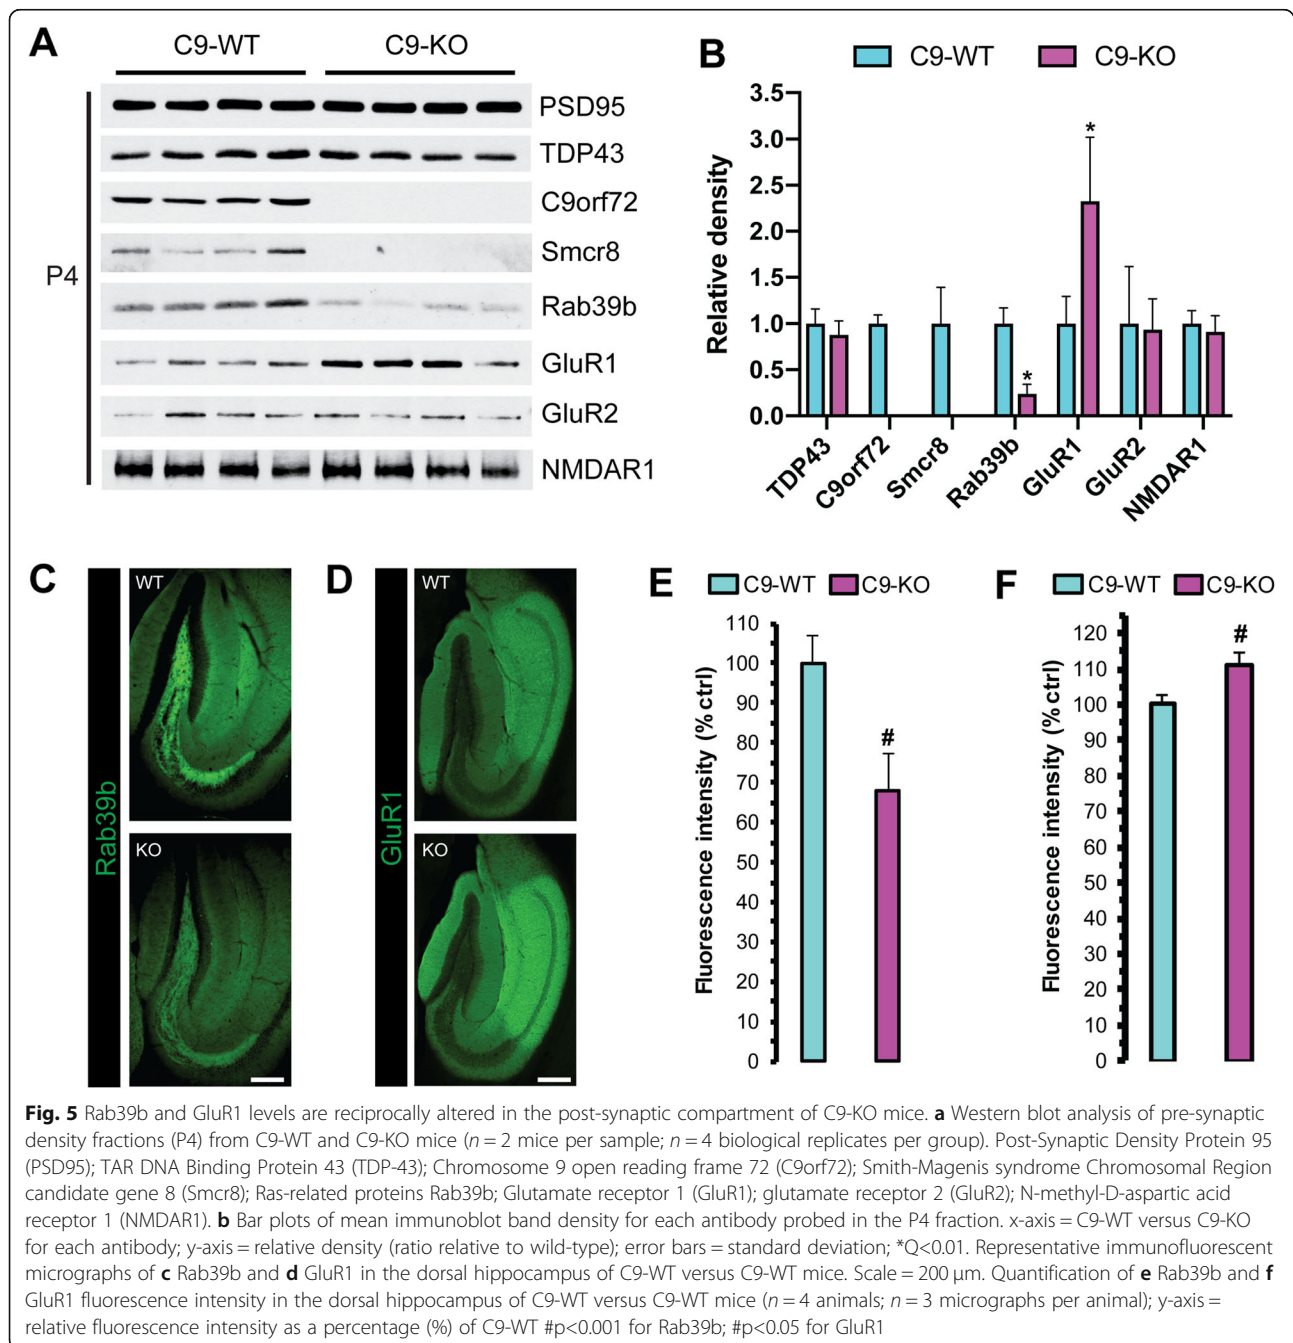 A
C9-WT
C9-KO
P4
PSD95
TDP43
C9orf72
Smcr8
Rab39b
GluR1
GluR2
NMDAR1
B
C9-WT
C9-KO
Relative density
3.5
3.0
2.5
2.0
1.5
1.0
0.5
0.0
*
*
TDP43
C9orf72
Smcr8
Rab39b
GluR1
GluR2
NMDAR1
C
Rab39b
WT
KO
D
GluR1
WT
KO
E
C9-WT
C9-KO
Fluorescence intensity (% ctrl)
110
100
90
80
70
60
50
40
30
20
10
0
#
F
C9-WT
C9-KO
Fluorescence intensity (% ctrl)
120
110
100
90
80
70
60
50
40
30
20
10
0
#
Fig. 5 Rab39b and GluR1 levels are reciprocally altered in the post-synaptic compartment of C9-KO mice. a Western blot analysis of pre-synaptic
density fractions (P4) from C9-WT and C9-KO mice (n = 2 mice per sample; n = 4 biological replicates per group). Post-Synaptic Density Protein 95
(PSD95); TAR DNA Binding Protein 43 (TDP-43); Chromosome 9 open reading frame 72 (C9orf72); Smith-Magenis syndrome Chromosomal Region
candidate gene 8 (Smcr8); Ras-related proteins Rab39b; Glutamate receptor 1 (GluR1); glutamate receptor 2 (GluR2); N-methyl-D-aspartic acid
receptor 1 (NMDAR1). b Bar plots of mean immunoblot band density for each antibody probed in the P4 fraction. x-axis = C9-WT versus C9-KO
for each antibody; y-axis = relative density (ratio relative to wild-type); error bars = standard deviation; *Q<0.01. Representative immunofluorescent
micrographs of c Rab39b and d GluR1 in the dorsal hippocampus of C9-WT versus C9-WT mice. Scale = 200 μm. Quantification of e Rab39b and f
GluR1 fluorescence intensity in the dorsal hippocampus of C9-WT versus C9-WT mice (n = 4 animals; n = 3 micrographs per animal); y-axis =
relative fluorescence intensity as a percentage (%) of C9-WT #p<0.001 for Rab39b; #p<0.05 for GluR1